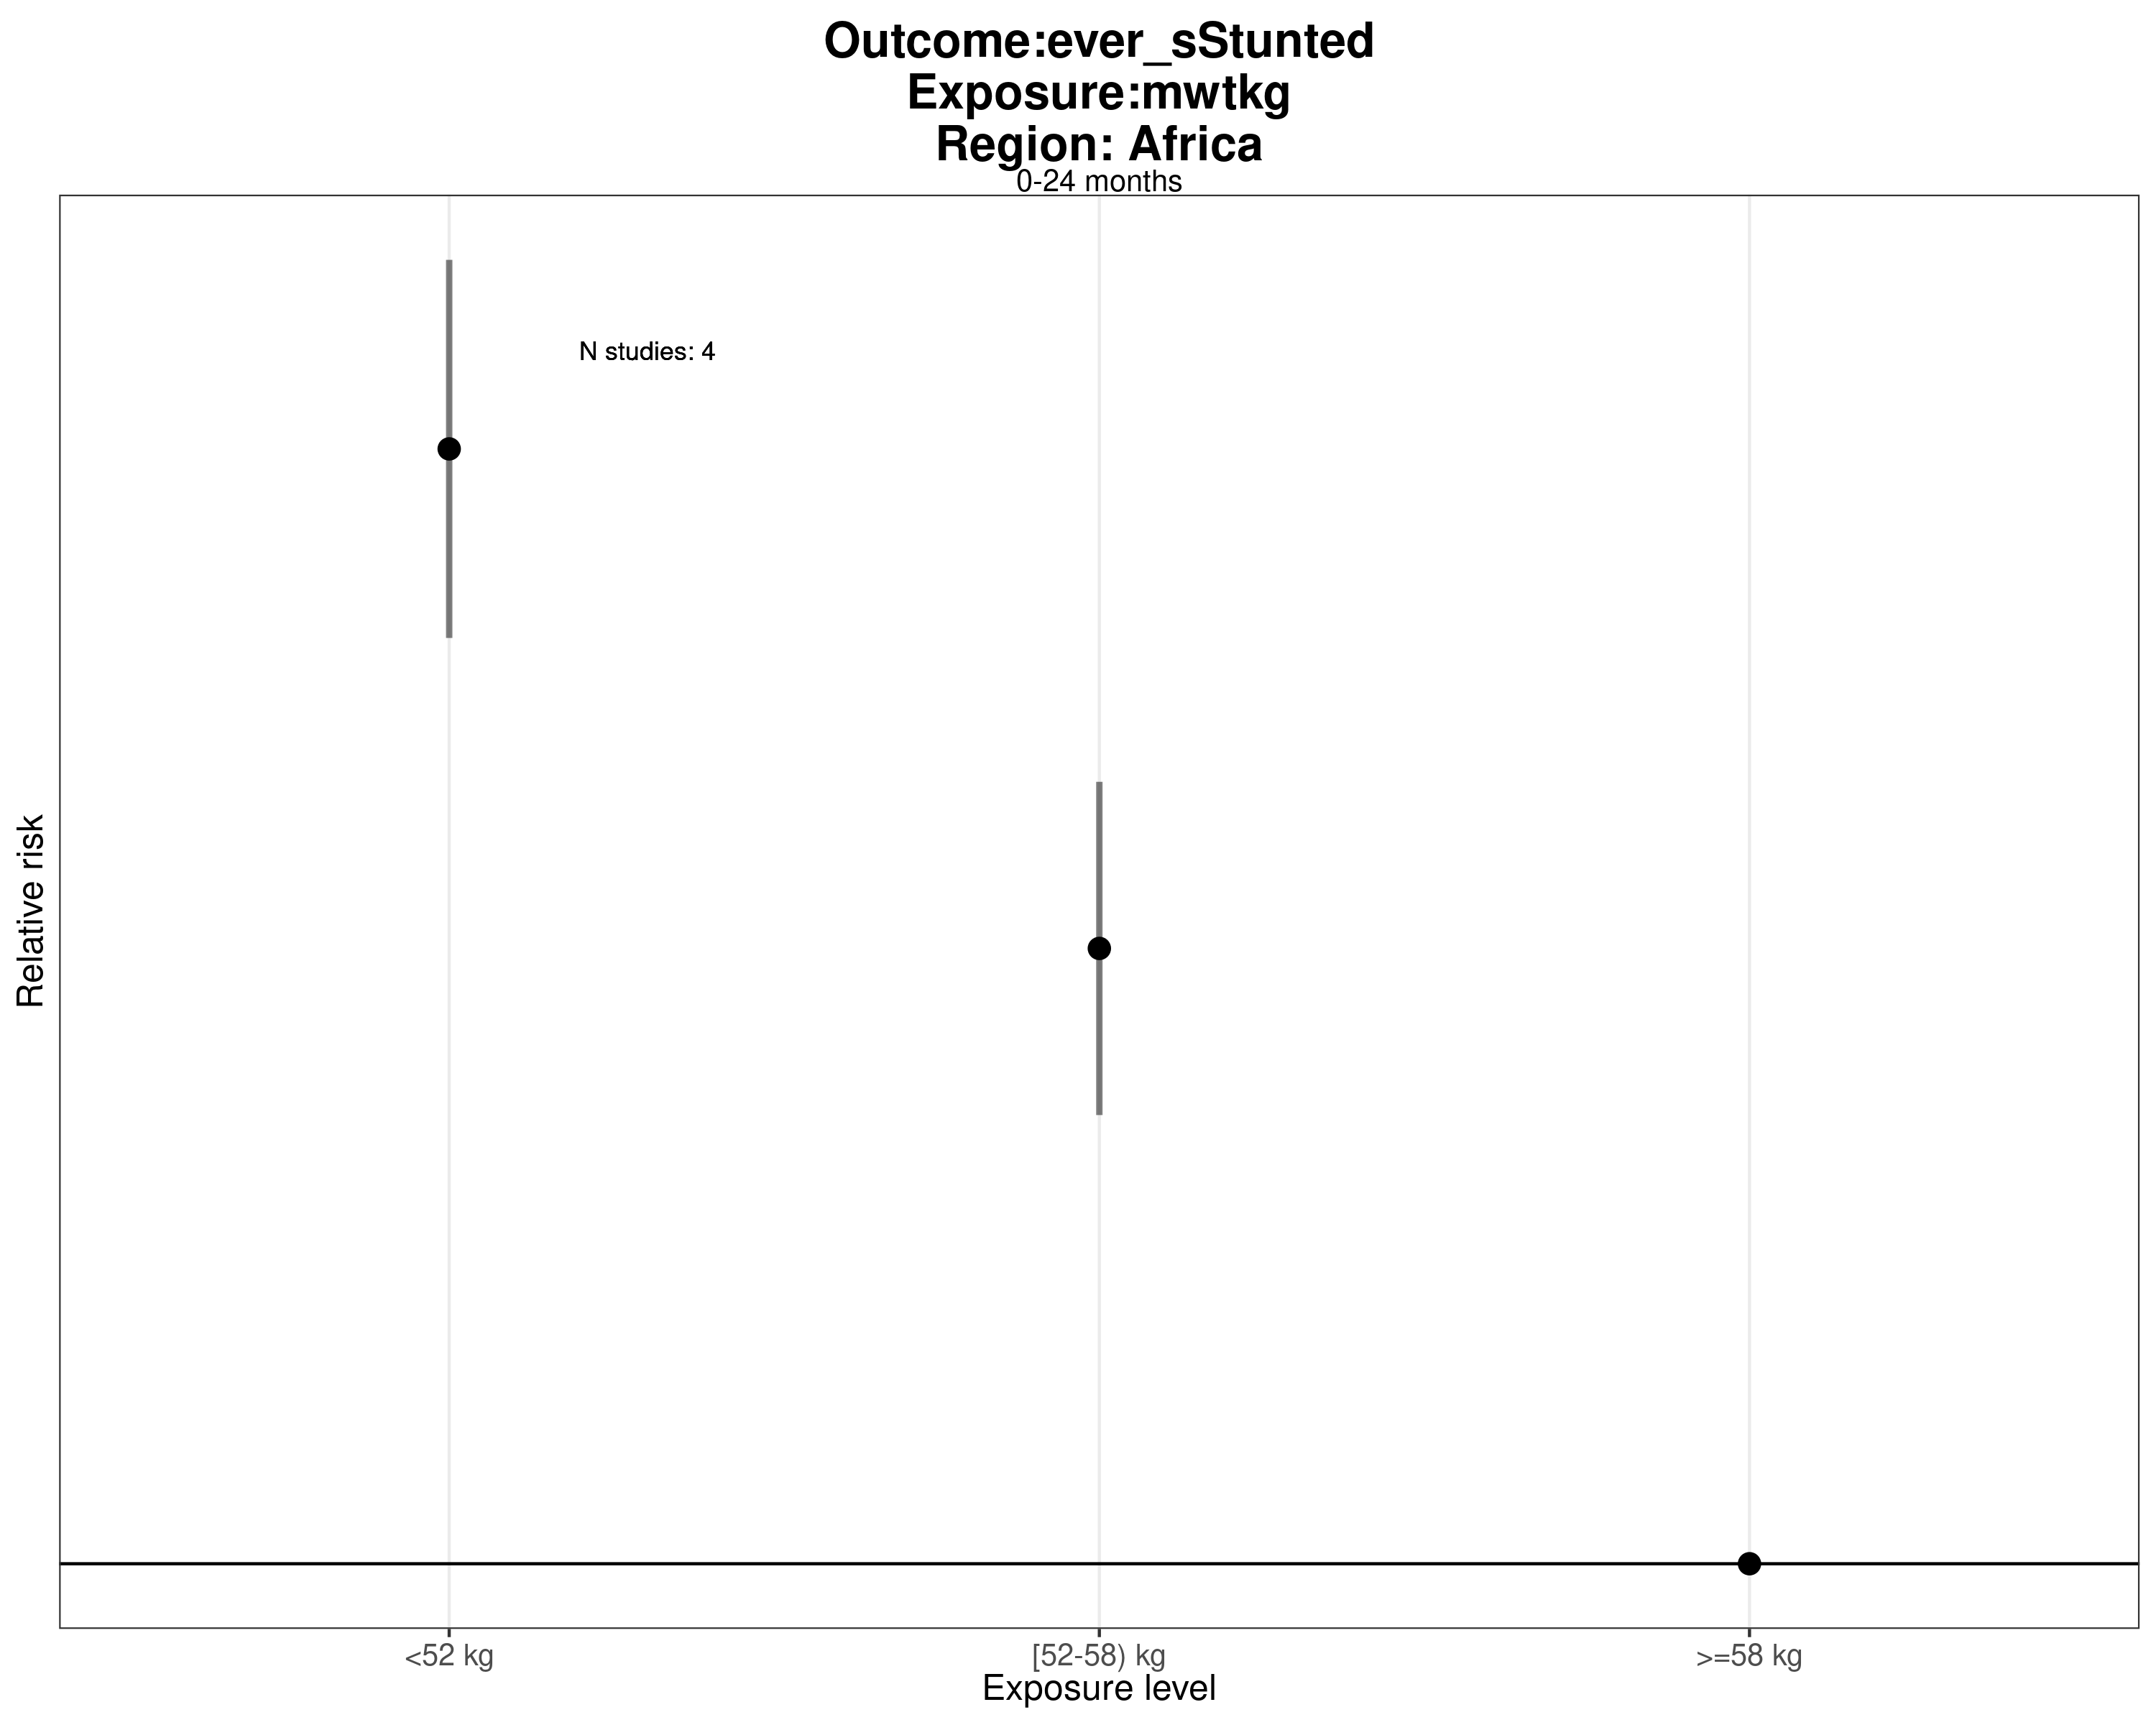 Outcome:ever_sStunted
Exposure:mwtkg
Region: Africa
0-24 months
N studies: 4
Relative risk
<52 kg
[52-58) kg
>=58 kg
Exposure level